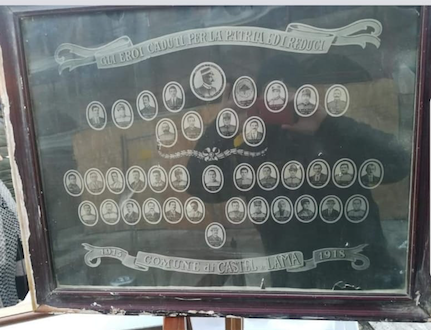 GLI EROI CADUTI PER LA PATRIA ED I REDUCI
1915 COMUNE di CASTEL LAMA 1918